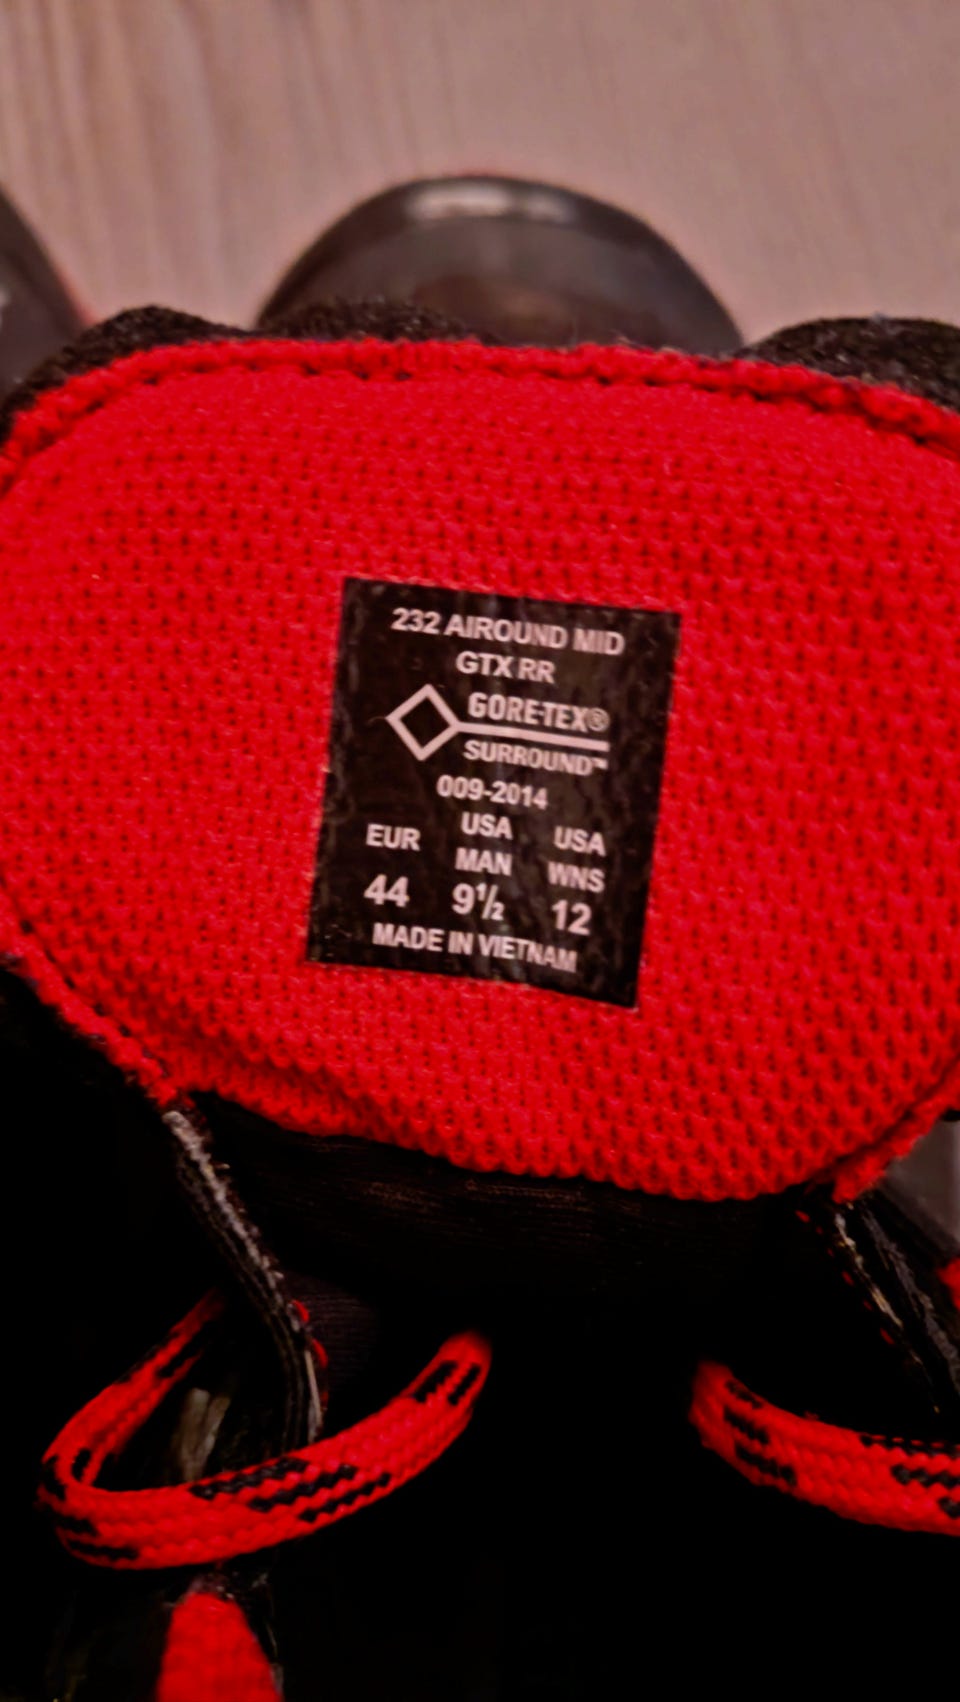 232 AIROUND MID
GTX RR
GORE-TEX®
SURROUND™
009-2014
EUR USA USA
MAN WNS
44 9½ 12
MADE IN VIETNAM